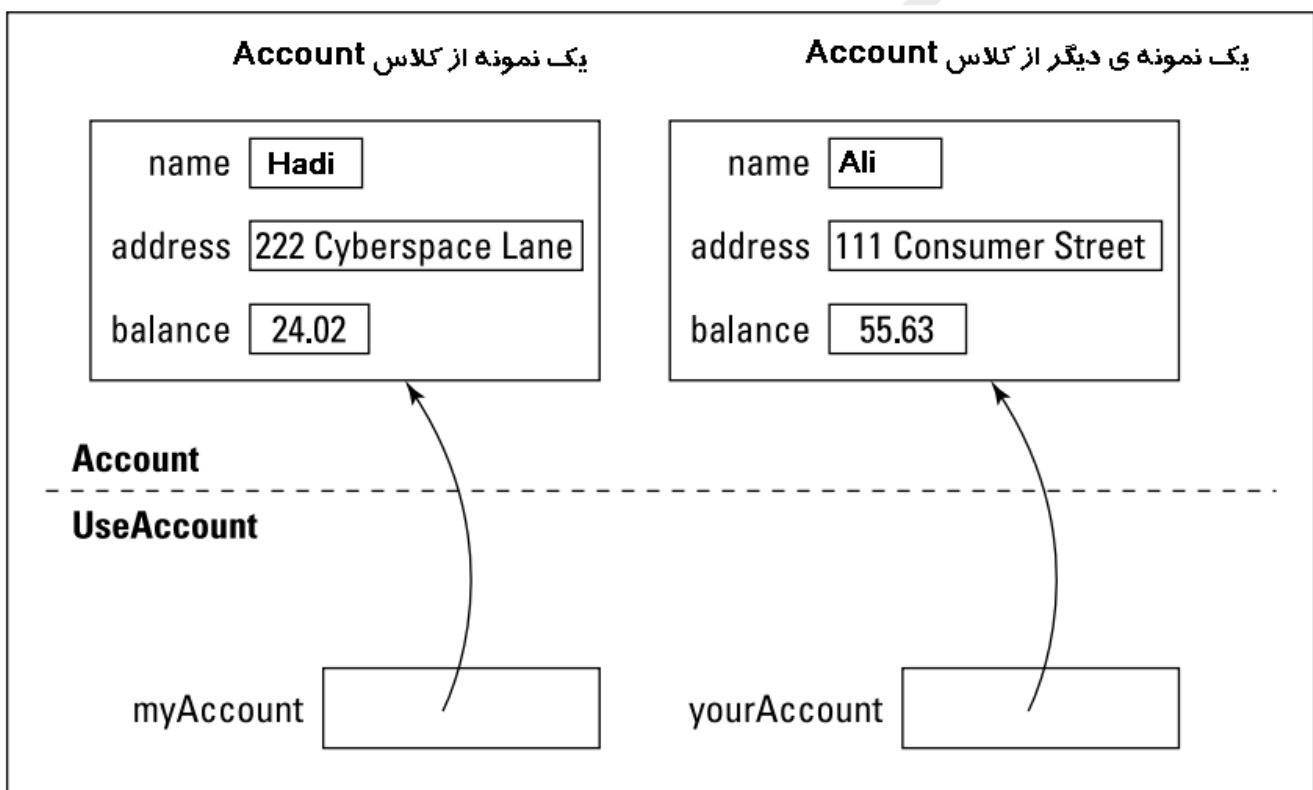 یک نمونه از کلاس Account
یک نمونه ی دیگر از کلاس Account
name Hadi
address 222 Cyberspace Lane
balance 24.02
name Ali
address 111 Consumer Street
balance 55.63
Account
UseAccount
myAccount
yourAccount